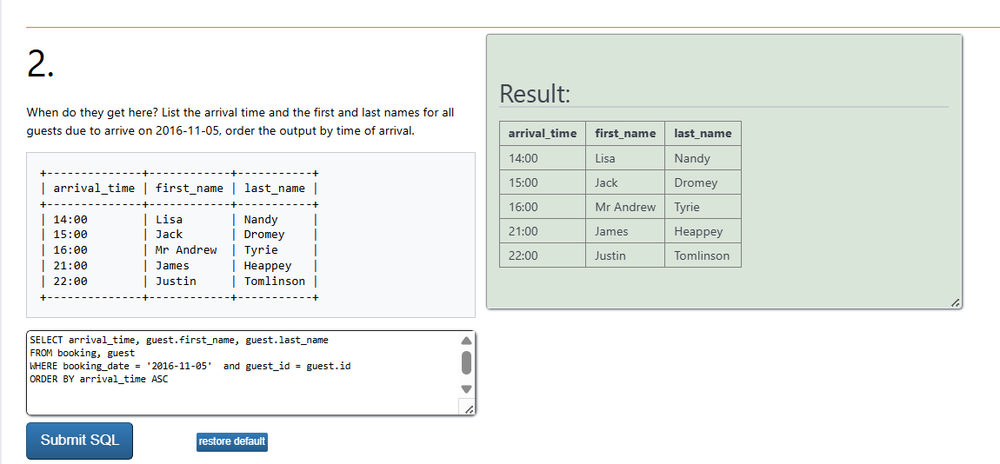 2.
When do they get here? List the arrival time and the first and last names for all
guests due to arrive on 2016-11-05, order the output by time of arrival.
+--------------+------------+-----------+
| arrival_time | first_name | last_name |
+--------------+------------+-----------+
| 14:00        | Lisa       | Nandy     |
| 15:00        | Jack       | Dromey    |
| 16:00        | Mr Andrew  | Tyrie     |
| 21:00        | James      | Heappey   |
| 22:00        | Justin     | Tomlinson |
+--------------+------------+-----------+
SELECT arrival_time, guest.first_name, guest.last_name
FROM booking, guest
WHERE booking_date = '2016-11-05'  and guest_id = guest.id
ORDER BY arrival_time ASC
Submit SQL
restore default
Result:
arrival_time first_name last_name
14:00 Lisa Nandy
15:00 Jack Dromey
16:00 Mr Andrew Tyrie
21:00 James Heappey
22:00 Justin Tomlinson